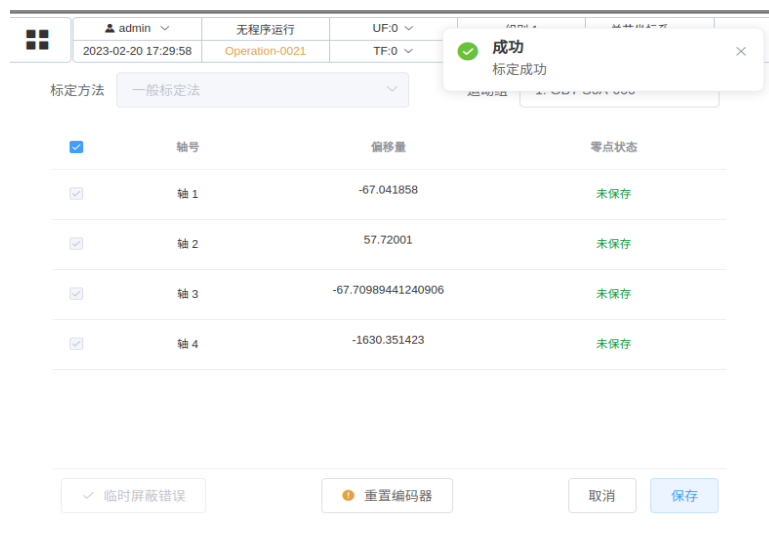 admin
无程序运行
UF:0
2023-02-20 17:29:58
Operation-0021
TF:0
成功
标定成功
标定方法
一般标定法
轴号
偏移量
零点状态
轴 1
-67.041858
未保存
轴 2
57.72001
未保存
轴 3
-67.70989441240906
未保存
轴 4
-1630.351423
未保存
临时屏蔽错误
重置编码器
取消
保存